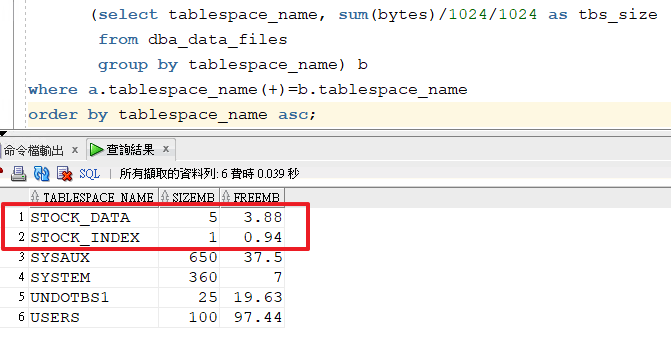 (select tablespace_name, sum(bytes)/1024/1024 as tbs_size
from dba_data_files
group by tablespace_name) b
where a.tablespace_name(+)=b.tablespace_name
order by tablespace_name asc;
命令檔輸出 × 查詢結果 ×
SQL | 所有擷取的資料列: 6 費時 0.039 秒
TABLESPACE_NAME SIZEMB FREEMB
1 STOCK_DATA 5 3.88
2 STOCK_INDEX 1 0.94
3 SYSAUX 650 37.5
4 SYSTEM 360 7
5 UNDOTBS1 25 19.63
6 USERS 100 97.44